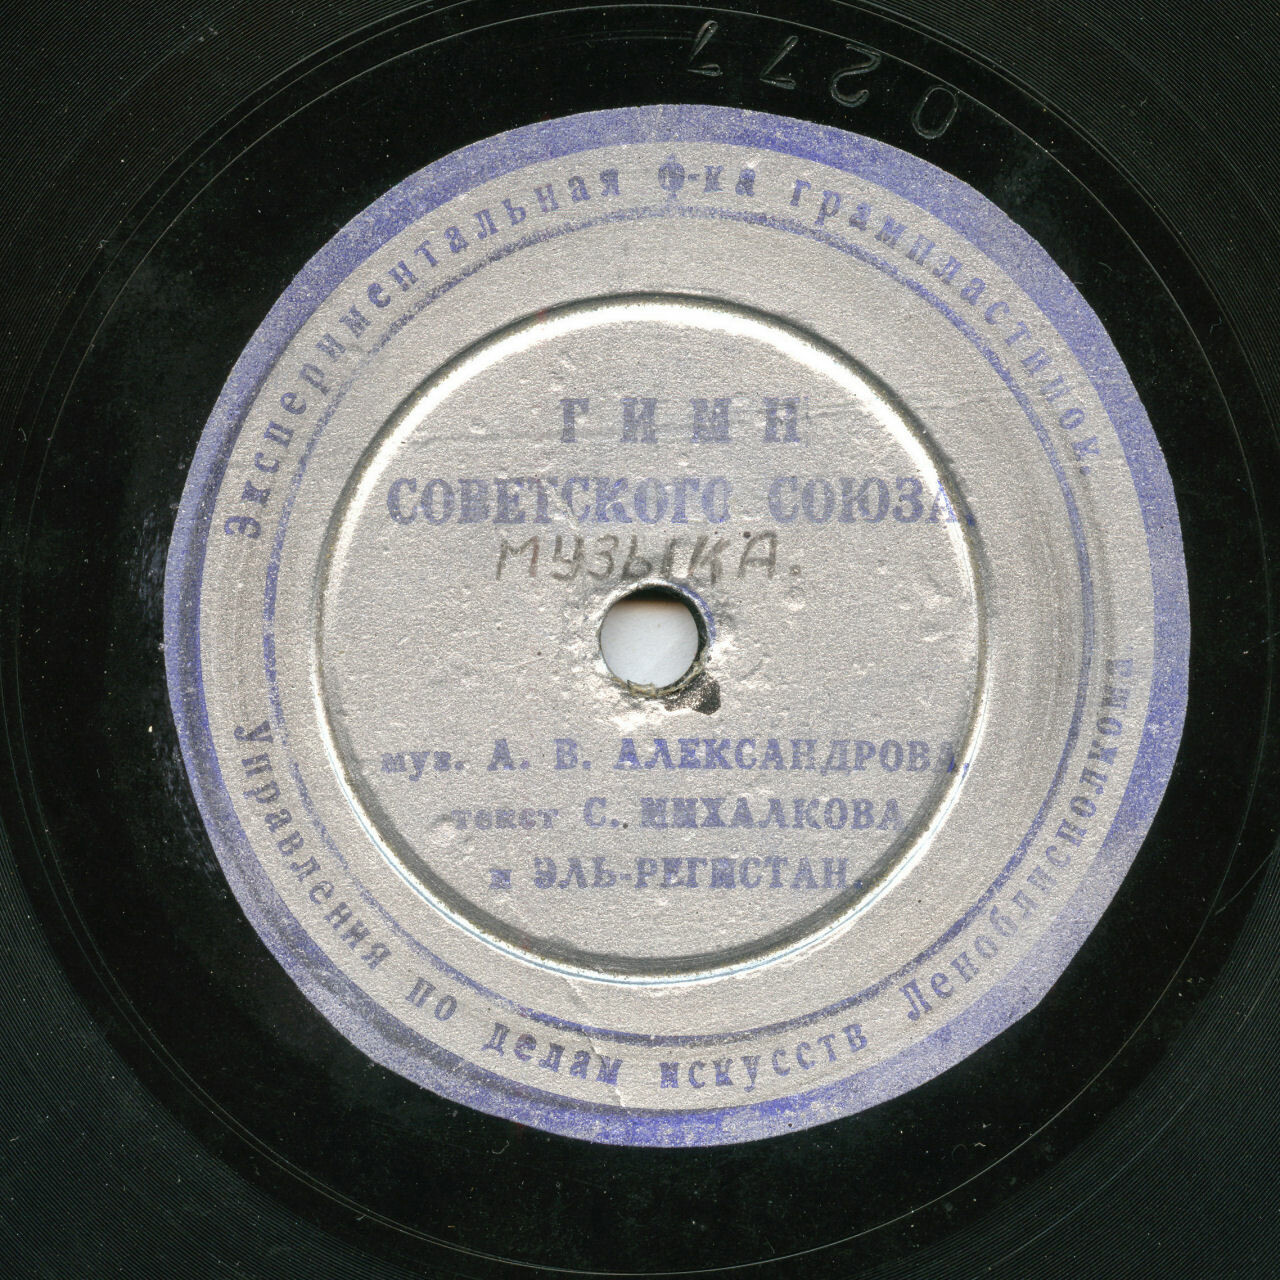 0277
Экспериментальная ф-ка грампластинок.
ГИМН
СОВЕТСКОГО СОЮЗА.
МУЗЫКА.
муз. А. В. АЛЕКСАНДРОВА,
текст С. МИХАЛКОВА
и ЭЛЬ-РЕГИСТАН.
Управления по делам искусств Леноблисполкома